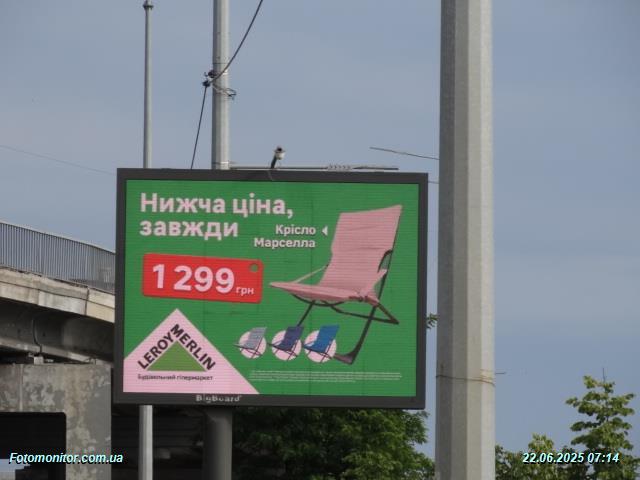 Нижча ціна,
завжди
Крісло
Марселла
1 299 грн
LEROY MERLIN
Будівельний гіпермаркет
BigBoard
Fotomonitor.com.ua
22.06.2025 07:14